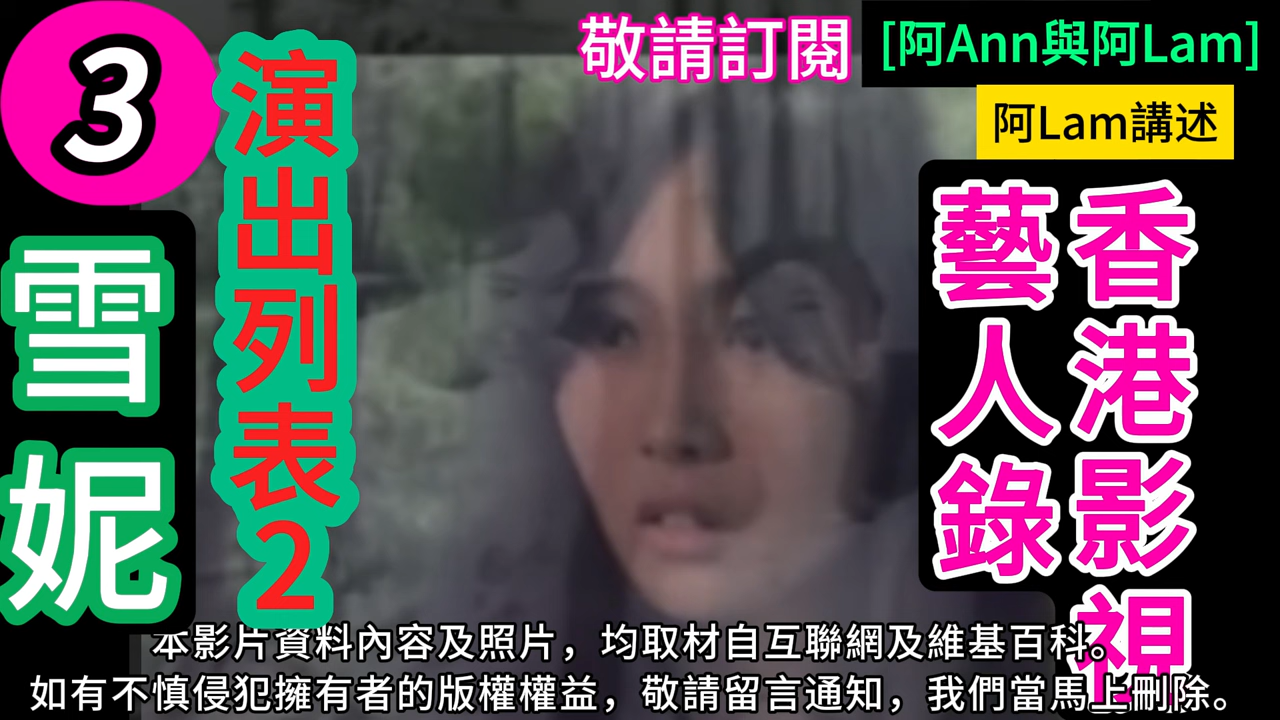 3
雪妮
演出列表2
敬請訂閱
[阿Ann與阿Lam]
阿Lam講述
香港影視
藝人錄
本影片資料內容及照片，均取材自互聯網及維基百科。
如有不慎侵犯擁有者的版權權益，敬請留言通知，我們當馬上刪除。